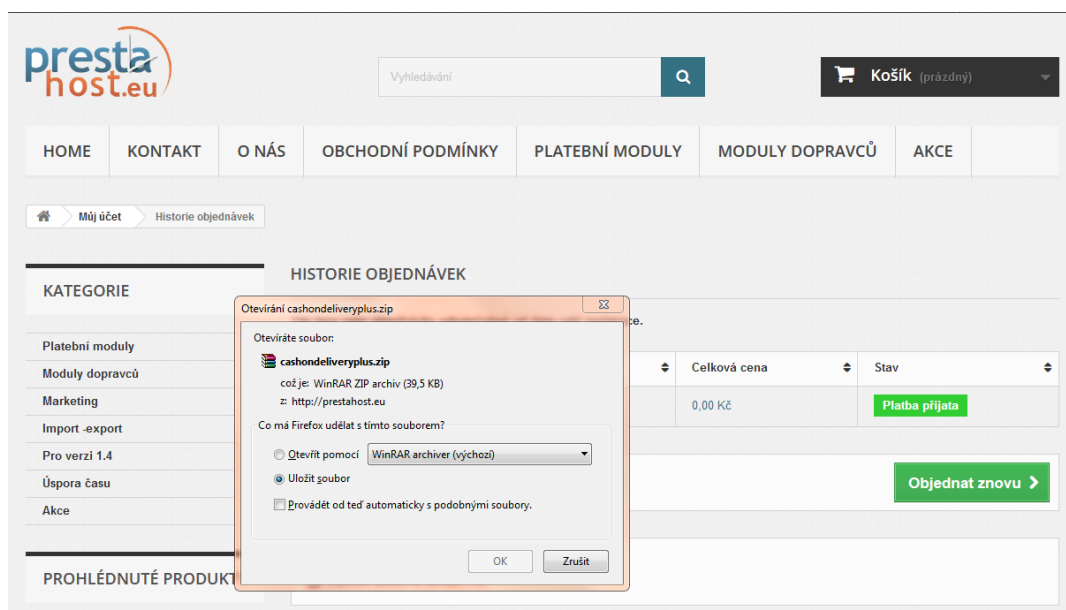 presta
host.eu
Vyhledávání
Košík (prázdný)
HOME KONTAKT O NÁS OBCHODNÍ PODMÍNKY PLATEBNÍ MODULY MODULY DOPRAVCŮ AKCE
Můj účet Historie objednávek
HISTORIE OBJEDNÁVEK
KATEGORIE
Platební moduly
Moduly dopravců
Marketing
Import -export
Pro verzi 1.4
Úspora času
Akce
PROHLÉDNUTÉ PRODUKT
Otevírání cashondeliveryplus.zip
Otevíráte soubor:
cashondeliveryplus.zip
což je: WinRAR ZIP archiv (39,5 KB)
z: http://prestahost.eu
Co má Firefox udělat s tímto souborem?
Otevřít pomocí WinRAR archiver (výchozí)
Uložit soubor
Provádět od teď automaticky s podobnými soubory.
OK Zrušit
Celková cena Stav
0,00 Kč Platba přijata
Objednat znovu